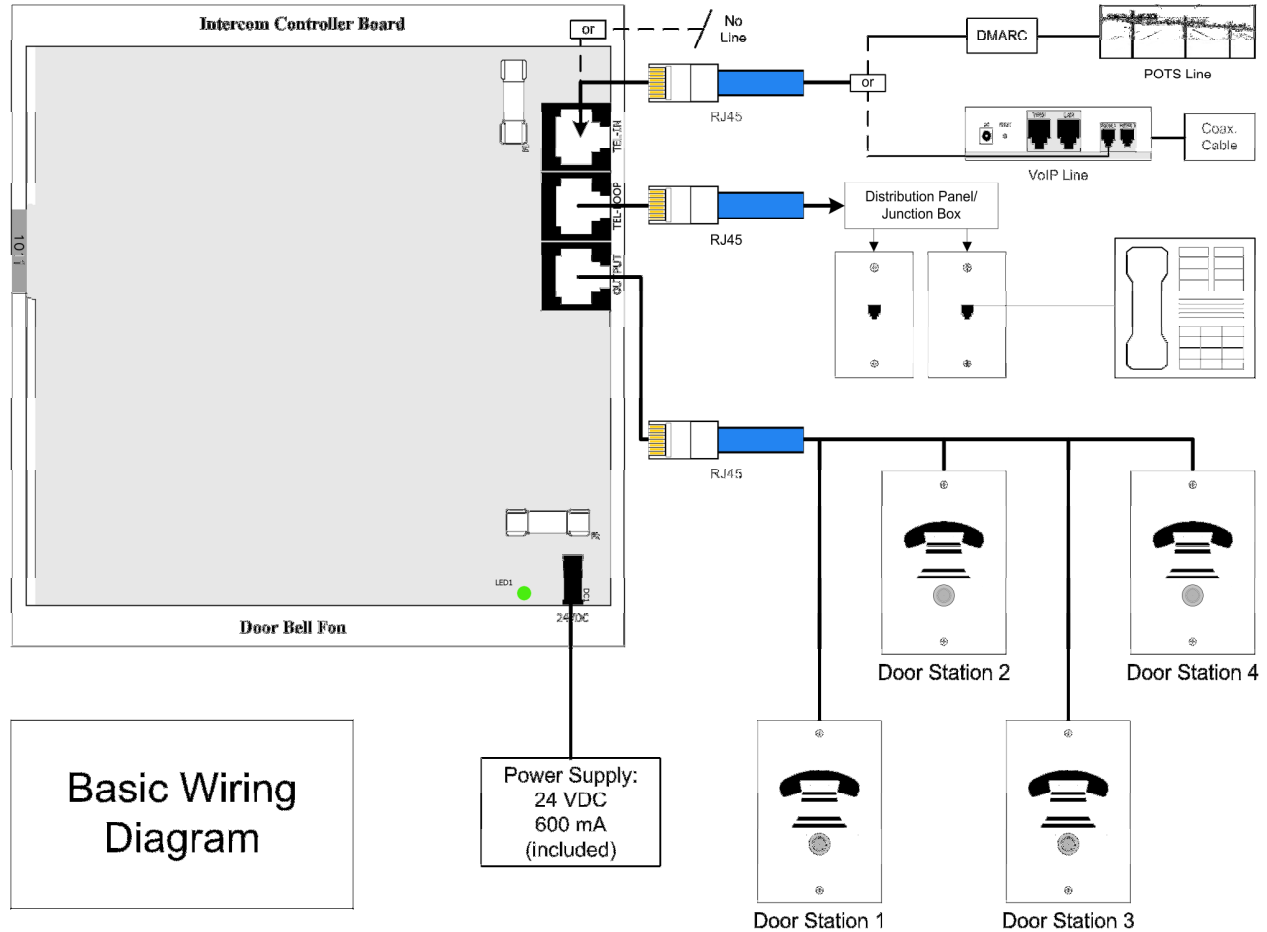 Intercom Controller Board
or
No
Line
DMARC
POTS Line
or
RJ45
TEL-IN
Coax.
Cable
VoIP Line
TEL-LOOP
RJ45
Distribution Panel/
Junction Box
OUTPUT
RJ45
LED1
DC1
24VDC
Door Bell Fon
Door Station 2
Door Station 4
Basic Wiring
Diagram
Power Supply:
24 VDC
600 mA
(included)
Door Station 1
Door Station 3